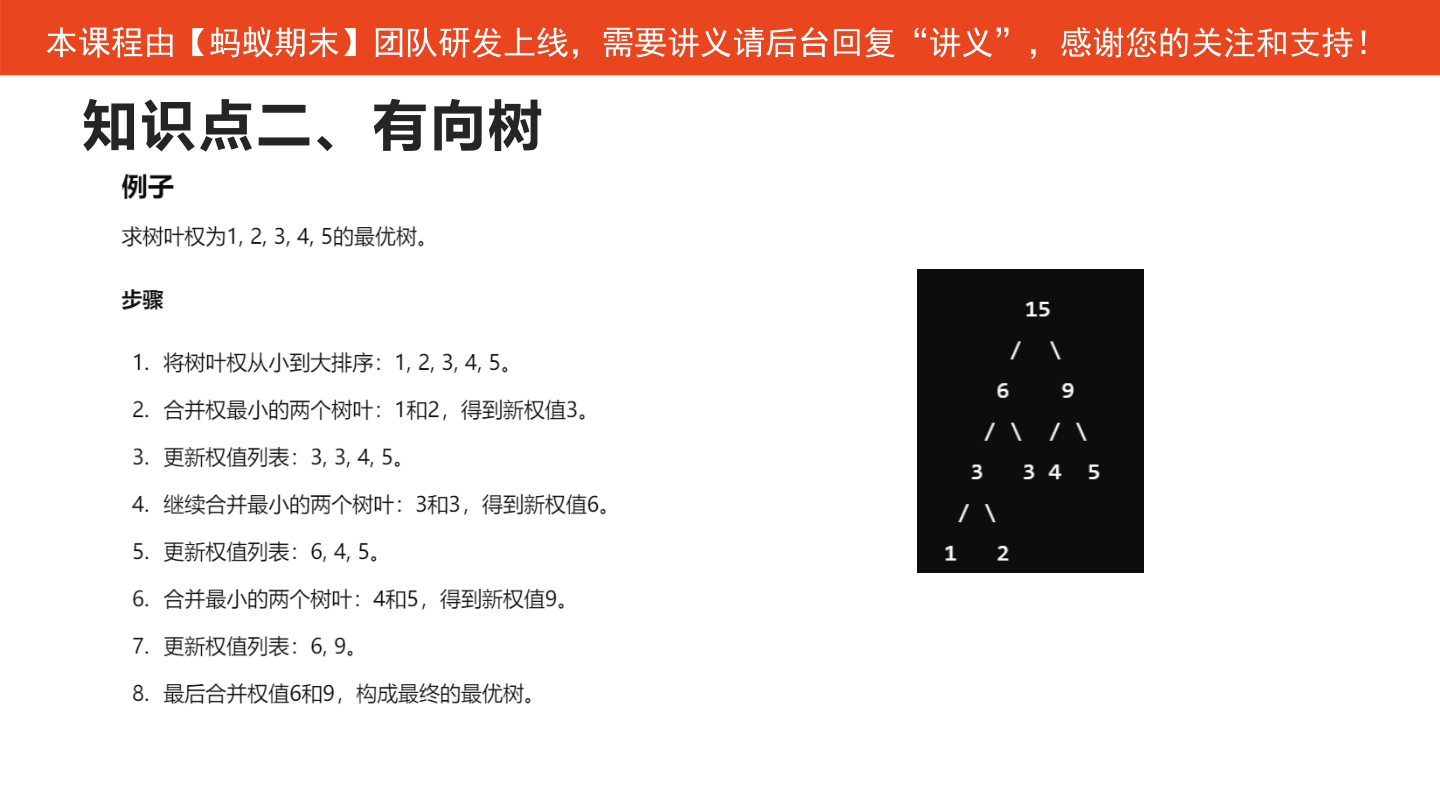 本课程由【蚂蚁期末】团队研发上线，需要讲义请后台回复“讲义”，感谢您的关注和支持！
知识点二、有向树
例子
求树叶权为1, 2, 3, 4, 5的最优树。
步骤
1. 将树叶权从小到大排序：1, 2, 3, 4, 5。
2. 合并权最小的两个树叶：1和2，得到新权值3。
3. 更新权值列表：3, 3, 4, 5。
4. 继续合并最小的两个树叶：3和3，得到新权值6。
5. 更新权值列表：6, 4, 5。
6. 合并最小的两个树叶：4和5，得到新权值9。
7. 更新权值列表：6, 9。
8. 最后合并权值6和9，构成最终的最优树。
15
/ \
6 9
/ \ / \
3 3 4 5
/ \
1 2